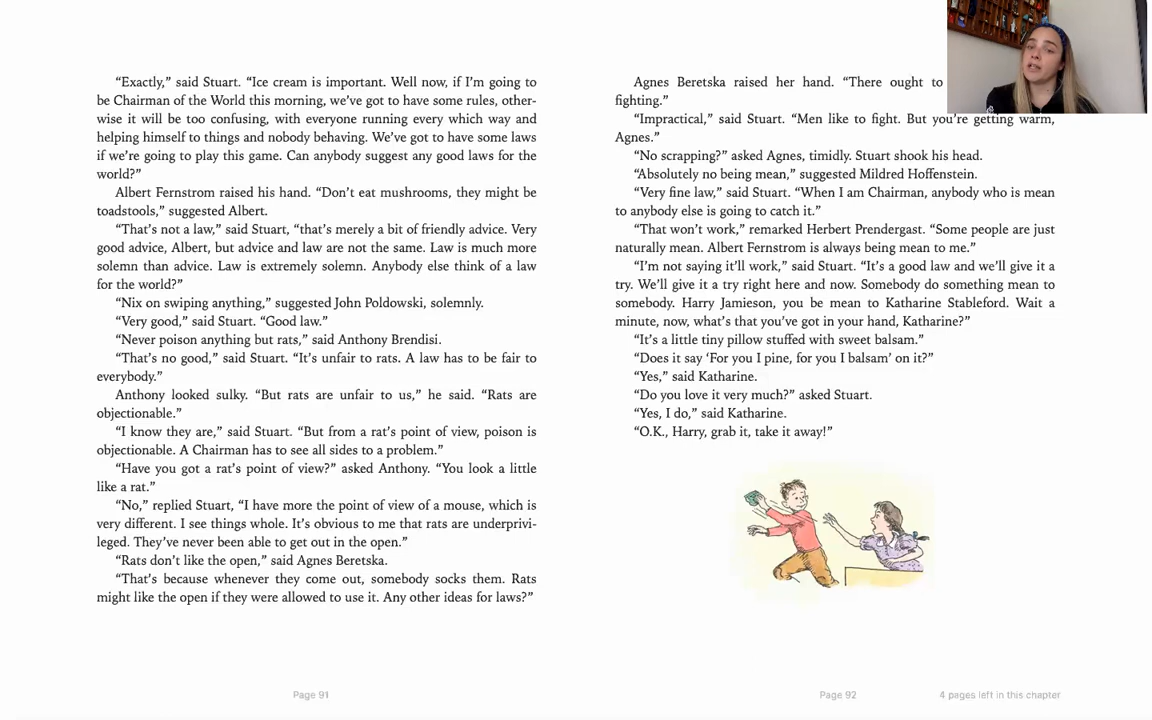 “Exactly,” said Stuart. “Ice cream is important. Well now, if I’m going to
be Chairman of the World this morning, we’ve got to have some rules, other-
wise it will be too confusing, with everyone running every which way and
helping himself to things and nobody behaving. We’ve got to have some laws
if we’re going to play this game. Can anybody suggest any good laws for the
world?”
Albert Fernstrom raised his hand. “Don’t eat mushrooms, they might be
toadstools,” suggested Albert.
“That’s not a law,” said Stuart, “that’s merely a bit of friendly advice. Very
good advice, Albert, but advice and law are not the same. Law is much more
solemn than advice. Law is extremely solemn. Anybody else think of a law
for the world?”
“Nix on swiping anything,” suggested John Poldowski, solemnly.
“Very good,” said Stuart. “Good law.”
“Never poison anything but rats,” said Anthony Brendisi.
“That’s no good,” said Stuart. “It’s unfair to rats. A law has to be fair to
everybody.”
Anthony looked sulky. “But rats are unfair to us,” he said. “Rats are
objectionable.”
“I know they are,” said Stuart. “But from a rat’s point of view, poison is
objectionable. A Chairman has to see all sides to a problem.”
“Have you got a rat’s point of view?” asked Anthony. “You look a little
like a rat.”
“No,” replied Stuart, “I have more the point of view of a mouse, which is
very different. I see things whole. It’s obvious to me that rats are underprivi-
leged. They’ve never been able to get out in the open.”
“Rats don’t like the open,” said Agnes Beretska.
“That’s because whenever they come out, somebody socks them. Rats
might like the open if they were allowed to use it. Any other ideas for laws?”
Page 91
Agnes Beretska raised her hand. “There ought to
fighting.”
“Impractical,” said Stuart. “Men like to fight. But you’re getting warm,
Agnes.”
“No scrapping?” asked Agnes, timidly. Stuart shook his head.
“Absolutely no being mean,” suggested Mildred Hoffenstein.
“Very fine law,” said Stuart. “When I am Chairman, anybody who is mean
to anybody else is going to catch it.”
“That won’t work,” remarked Herbert Prendergast. “Some people are just
naturally mean. Albert Fernstrom is always being mean to me.”
“I’m not saying it’ll work,” said Stuart. “It’s a good law and we’ll give it a
try. We’ll give it a try right here and now. Somebody do something mean to
somebody. Harry Jamieson, you be mean to Katharine Stableford. Wait a
minute, now, what’s that you’ve got in your hand, Katharine?”
“It’s a little tiny pillow stuffed with sweet balsam.”
“Does it say ‘For you I pine, for you I balsam’ on it?”
“Yes,” said Katharine.
“Do you love it very much?” asked Stuart.
“Yes, I do,” said Katharine.
“O.K., Harry, grab it, take it away!”
Page 92
4 pages left in this chapter